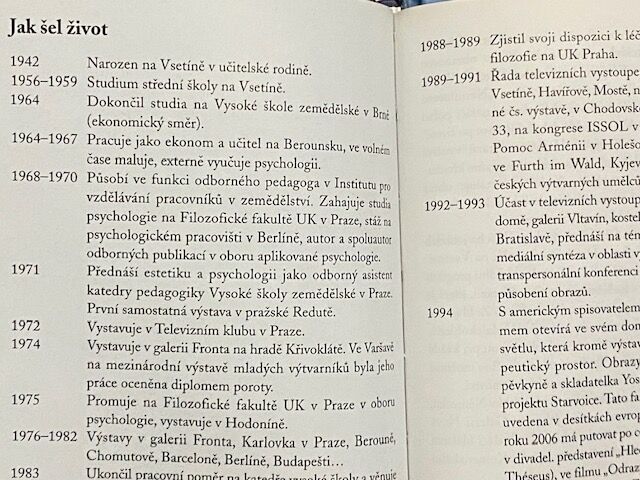 Jak šel život
1942 Narozen na Vsetíně v učitelské rodině.
1956–1959 Studium střední školy na Vsetíně.
1964 Dokončil studia na Vysoké škole zemědělské v Brně
(ekonomický směr).
1964–1967 Pracuje jako ekonom a učitel na Berounsku, ve volném
čase maluje, externě vyučuje psychologii.
1968–1970 Působí ve funkci odborného pedagoga v Institutu pro
vzdělávání pracovníků v zemědělství. Zahajuje studia
psychologie na Filozofické fakultě UK v Praze, stáž na
psychologickém pracovišti v Berlíně, autor a spoluautor
odborných publikací v oboru aplikované psychologie.
1971 Přednáší estetiku a psychologii jako odborný asistent
katedry pedagogiky Vysoké školy zemědělské v Praze.
První samostatná výstava v pražské Redutě.
1972 Vystavuje v Televizním klubu v Praze.
1974 Vystavuje v galerii Fronta na hradě Křivoklátě. Ve Varšavě
na mezinárodní výstavě mladých výtvarníků byla jeho
práce oceněna diplomem poroty.
1975 Promuje na Filozofické fakultě UK v Praze v oboru
psychologie, vystavuje v Hodoníně.
1976–1982 Výstavy v galerii Fronta, Karlovka v Praze, Berouně,
Chomutově, Barceloně, Berlíně, Budapešti…
1983 Ukončil pracovní poměr na katedře vysoké školy a věnuje
1988–1989 Zjistil svoji dispozici k léč
filozofie na UK Praha.
1989–1991 Řada televizních vystoupe
Vsetíně, Havířově, Mostě, n
né čs. výstavě, v Chodovsk
33, na kongrese ISSOL v
Pomoc Arménii v Holešo
ve Furth im Wald, Kyjev
českých výtvarných umělců
1992–1993 Účast v televizních vystoup
domě, galerii Vltavín, kostel
Bratislavě, přednáší na tém
mediální syntéza v oblasti v
transpersonální konferenci
působení obrazů.
1994 S americkým spisovatelem
mem otevírá ve svém dom
světlu, která kromě výstav
peutický prostor. Obrazy
pěvkyně a skladatelka Yos
projektu Starvoice. Tato fa
uvedena v desítkách evrop
roku 2006 má putovat po c
v divadel. představení „Hle
Théseus), ve filmu „Odraz